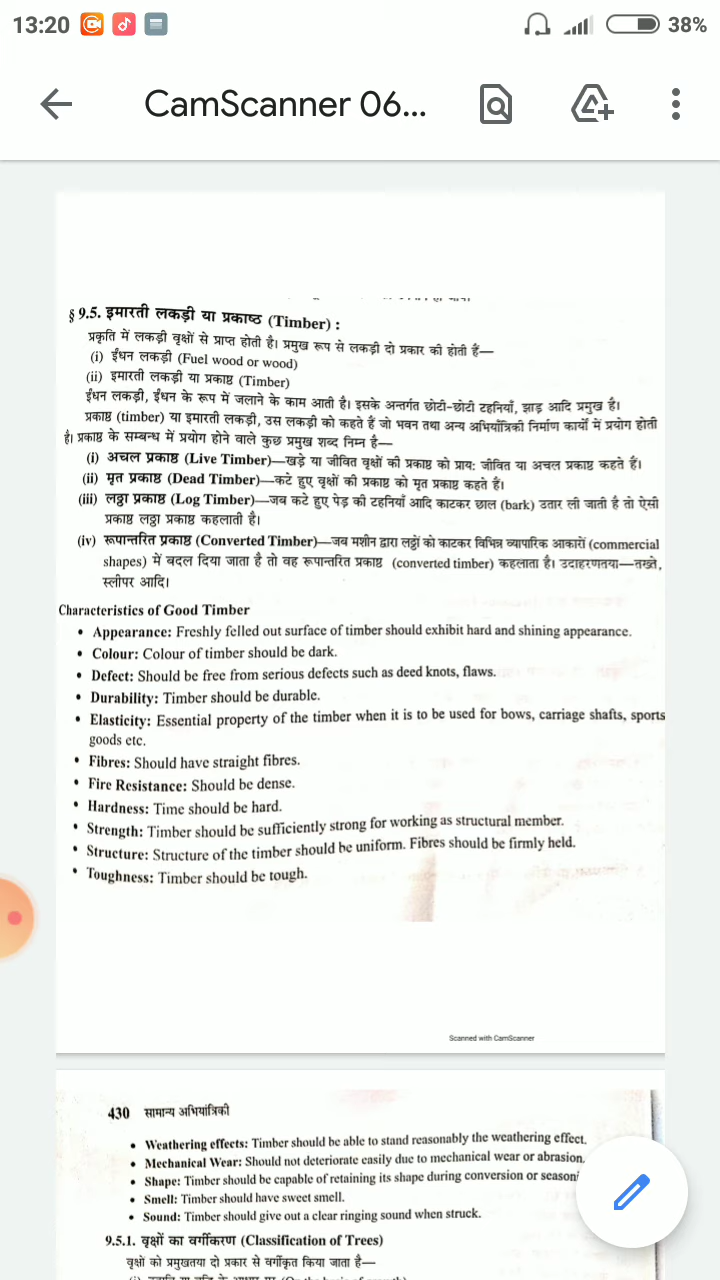 13:20
38%
CamScanner 06...
§ 9.5. इमारती लकड़ी या प्रकाष्ठ (Timber) :
प्रकृति में लकड़ी वृक्षों से प्राप्त होती है। प्रमुख रूप से लकड़ी दो प्रकार की होती हैं—
(i) ईंधन लकड़ी (Fuel wood or wood)
(ii) इमारती लकड़ी या प्रकाष्ठ (Timber)
ईंधन लकड़ी, ईंधन के रूप में जलाने के काम आती है। इसके अन्तर्गत छोटी-छोटी टहनियाँ, झाड़ आदि प्रमुख है।
प्रकाष्ठ (timber) या इमारती लकड़ी, उस लकड़ी को कहते हैं जो भवन तथा अन्य अभियाँत्रिकी निर्माण कार्यों में प्रयोग होती
है। प्रकाष्ठ के सम्बन्ध में प्रयोग होने वाले कुछ प्रमुख शब्द निम्न है—
(i) अचल प्रकाष्ठ (Live Timber)—खड़े या जीवित वृक्षों की प्रकाष्ठ को प्राय: जीवित या अचल प्रकाष्ठ कहते हैं।
(ii) मृत प्रकाष्ठ (Dead Timber)—कटे हुए वृक्षों की प्रकाष्ठ को मृत प्रकाष्ठ कहते हैं।
(iii) लठ्ठा प्रकाष्ठ (Log Timber)—जब कटे हुए पेड़ की टहनियाँ आदि काटकर छाल (bark) उतार ली जाती है तो ऐसी
प्रकाष्ठ लठ्ठा प्रकाष्ठ कहलाती है।
(iv) रूपान्तरित प्रकाष्ठ (Converted Timber)—जब मशीन द्वारा लठ्ठों को काटकर विभिन्न व्यापारिक आकारों (commercial
shapes) में बदल दिया जाता है तो वह रूपान्तरित प्रकाष्ठ (converted timber) कहलाता है। उदाहरणतया—तख्ते,
स्लीपर आदि।
Characteristics of Good Timber
• Appearance: Freshly felled out surface of timber should exhibit hard and shining appearance.
• Colour: Colour of timber should be dark.
• Defect: Should be free from serious defects such as deed knots, flaws.
• Durability: Timber should be durable.
• Elasticity: Essential property of the timber when it is to be used for bows, carriage shafts, sports
goods etc.
• Fibres: Should have straight fibres.
• Fire Resistance: Should be dense.
• Hardness: Time should be hard.
• Strength: Timber should be sufficiently strong for working as structural member.
• Structure: Structure of the timber should be uniform. Fibres should be firmly held.
• Toughness: Timber should be tough.
Scanned with CamScanner
430 सामान्य अभियांत्रिकी
• Weathering effects: Timber should be able to stand reasonably the weathering effect.
• Mechanical Wear: Should not deteriorate easily due to mechanical wear or abrasion.
• Shape: Timber should be capable of retaining its shape during conversion or seasoni
• Smell: Timber should have sweet smell.
• Sound: Timber should give out a clear ringing sound when struck.
9.5.1. वृक्षों का वर्गीकरण (Classification of Trees)
वृक्षों को प्रमुखतया दो प्रकार से वर्गीकृत किया जाता है—